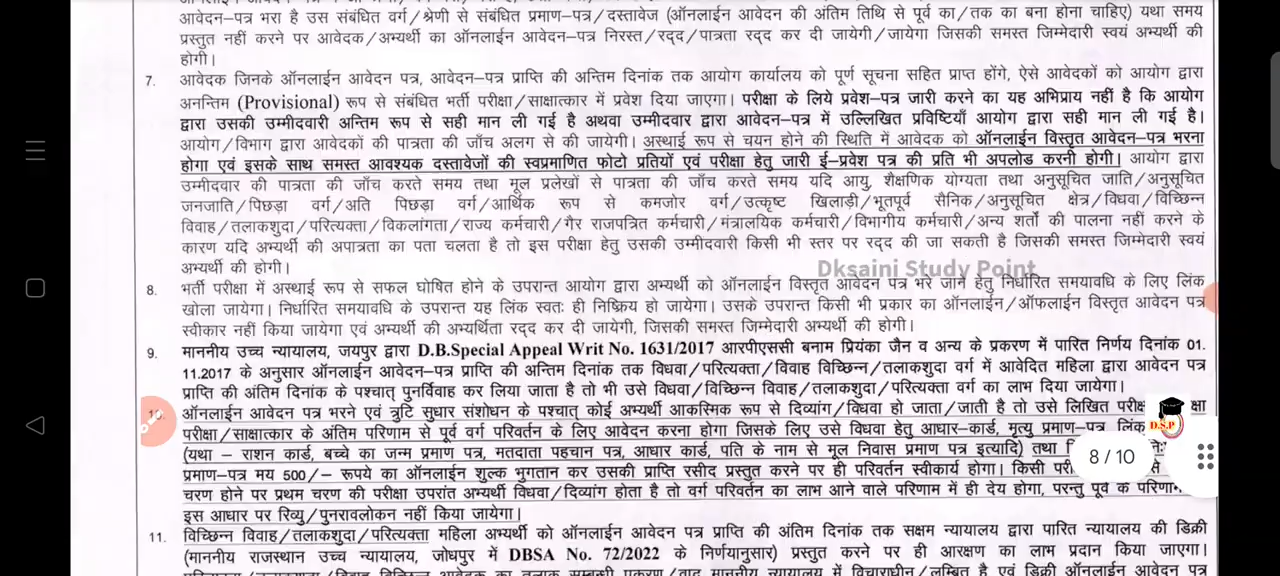 आवेदन–पत्र भरा है उस संबंधित वर्ग/श्रेणी से संबंधित प्रमाण–पत्र/दस्तावेज (ऑनलाईन आवेदन की अंतिम तिथि से पूर्व का/तक का बना होना चाहिए) यथा समय
प्रस्तुत नहीं करने पर आवेदक/अभ्यर्थी का ऑनलाईन आवेदन–पत्र निरस्त/रद्द/पात्रता रद्द कर दी जायेगी/जायेगा जिसकी समस्त जिम्मेदारी स्वयं अभ्यर्थी की
होगी।
7. आवेदक जिनके ऑनलाईन आवेदन पत्र, आवेदन–पत्र प्राप्ति की अन्तिम दिनांक तक आयोग कार्यालय को पूर्ण सूचना सहित प्राप्त होंगे, ऐसे आवेदकों को आयोग द्वारा
अनन्तिम (Provisional) रूप से संबंधित भर्ती परीक्षा/साक्षात्कार में प्रवेश दिया जाएगा। परीक्षा के लिये प्रवेश–पत्र जारी करने का यह अभिप्राय नहीं है कि आयोग
द्वारा उसकी उम्मीदवारी अन्तिम रूप से सही मान ली गई है अथवा उम्मीदवार द्वारा आवेदन–पत्र में उल्लिखित प्रविष्टियाँ आयोग द्वारा सही मान ली गई है।
आयोग/विभाग द्वारा आवेदकों की पात्रता की जाँच अलग से की जायेगी। अस्थाई रूप से चयन होने की स्थिति में आवेदक को ऑनलाईन विस्तृत आवेदन–पत्र भरना
होगा एवं इसके साथ समस्त आवश्यक दस्तावेजों की स्वप्रमाणित फोटो प्रतियों एवं परीक्षा हेतु जारी ई–प्रवेश पत्र की प्रति भी अपलोड करनी होगी। आयोग द्वारा
उम्मीदवार की पात्रता की जाँच करते समय तथा मूल प्रलेखों से पात्रता की जाँच करते समय यदि आयु, शैक्षणिक योग्यता तथा अनुसूचित जाति/अनुसूचित
जनजाति/पिछड़ा वर्ग/अति पिछड़ा वर्ग/आर्थिक रूप से कमजोर वर्ग/उत्कृष्ट खिलाड़ी/भूतपूर्व सैनिक/अनुसूचित क्षेत्र/विधवा/विच्छिन्न
विवाह/तलाकशुदा/परित्यक्ता/विकलांगता/राज्य कर्मचारी/गैर राजपत्रित कर्मचारी/मंत्रालयिक कर्मचारी/विभागीय कर्मचारी/अन्य शर्तों की पालना नहीं करने के
कारण यदि अभ्यर्थी की अपात्रता का पता चलता है तो इस परीक्षा हेतु उसकी उम्मीदवारी किसी भी स्तर पर रद्द की जा सकती है जिसकी समस्त जिम्मेदारी स्वयं
अभ्यर्थी की होगी।
Dksaini Study Point
8. भर्ती परीक्षा में अस्थाई रूप से सफल घोषित होने के उपरान्त आयोग द्वारा अभ्यर्थी को ऑनलाईन विस्तृत आवेदन पत्र भरे जाने हेतु निर्धारित समयावधि के लिए लिंक
खोला जायेगा। निर्धारित समयावधि के उपरान्त यह लिंक स्वतः ही निष्क्रिय हो जायेगा। उसके उपरान्त किसी भी प्रकार का ऑनलाईन/ऑफलाईन विस्तृत आवेदन पत्र
स्वीकार नहीं किया जायेगा एवं अभ्यर्थी की अभ्यर्थिता रद्द कर दी जायेगी, जिसकी समस्त जिम्मेदारी अभ्यर्थी की होगी।
9. माननीय उच्च न्यायालय, जयपुर द्वारा D.B.Special Appeal Writ No. 1631/2017 आरपीएससी बनाम प्रियंका जैन व अन्य के प्रकरण में पारित निर्णय दिनांक 01.
11.2017 के अनुसार ऑनलाईन आवेदन–पत्र प्राप्ति की अन्तिम दिनांक तक विधवा/परित्यक्ता/विवाह विच्छिन्न/तलाकशुदा वर्ग में आवेदित महिला द्वारा आवेदन पत्र
प्राप्ति की अंतिम दिनांक के पश्चात् पुनर्विवाह कर लिया जाता है तो भी उसे विधवा/विच्छिन्न विवाह/तलाकशुदा/परित्यक्ता वर्ग का लाभ दिया जायेगा।
10. ऑनलाईन आवेदन पत्र भरने एवं त्रुटि सुधार संशोधन के पश्चात् कोई अभ्यर्थी आकस्मिक रूप से दिव्यांग/विधवा हो जाता/जाती है तो उसे लिखित परीक्षा
परीक्षा/साक्षात्कार के अंतिम परिणाम से पूर्व वर्ग परिवर्तन के लिए आवेदन करना होगा जिसके लिए उसे विधवा हेतु आधार–कार्ड, मृत्यु प्रमाण–पत्र, लिंक
D.S.P
(यथा – राशन कार्ड, बच्चे का जन्म प्रमाण पत्र, मतदाता पहचान पत्र, आधार कार्ड, पति के नाम से मूल निवास प्रमाण पत्र इत्यादि) तथा
8 / 10
प्रमाण–पत्र मय 500/– रूपये का ऑनलाईन शुल्क भुगतान कर उसकी प्राप्ति रसीद प्रस्तुत करने पर ही परिवर्तन स्वीकार्य होगा। किसी
चरण होने पर प्रथम चरण की परीक्षा उपरांत अभ्यर्थी विधवा/दिव्यांग होता है तो वर्ग परिवर्तन का लाभ आने वाले परिणाम में ही देय होगा, परन्तु पूर्व के
इस आधार पर रिव्यु/पुनरावलोकन नहीं किया जायेगा।
11. विच्छिन्न विवाह/तलाकशुदा/परित्यक्ता महिला अभ्यर्थी को ऑनलाईन आवेदन पत्र प्राप्ति की अंतिम दिनांक तक सक्षम न्यायालय द्वारा पारित न्यायालय की डिक्री
(माननीय राजस्थान उच्च न्यायालय, जोधपुर में DBSA No. 72/2022 के निर्णयानुसार) प्रस्तुत करने पर ही आरक्षण का लाभ प्रदान किया जाएगा।